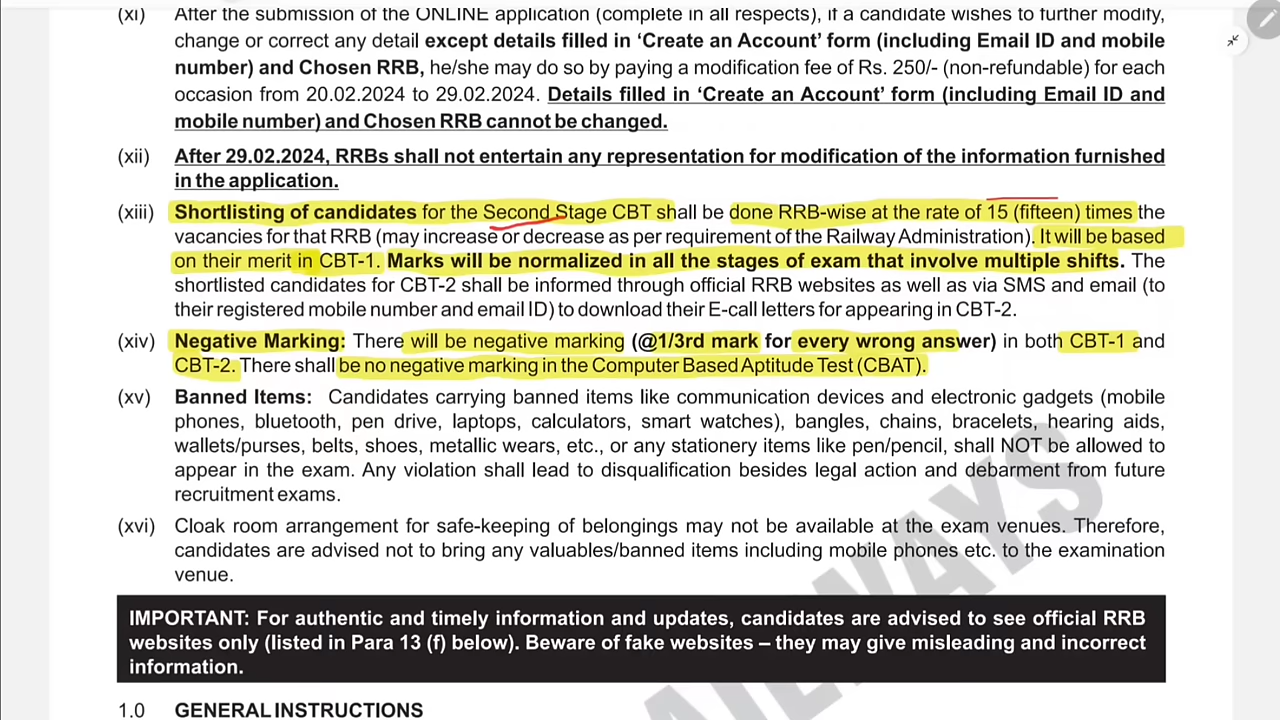 (xi) After the submission of the ONLINE application (complete in all respects), if a candidate wishes to further modify,
change or correct any detail except details filled in ‘Create an Account’ form (including Email ID and mobile
number) and Chosen RRB, he/she may do so by paying a modification fee of Rs. 250/- (non-refundable) for each
occasion from 20.02.2024 to 29.02.2024. Details filled in ‘Create an Account’ form (including Email ID and
mobile number) and Chosen RRB cannot be changed.
(xii) After 29.02.2024, RRBs shall not entertain any representation for modification of the information furnished
in the application.
(xiii) Shortlisting of candidates for the Second Stage CBT shall be done RRB-wise at the rate of 15 (fifteen) times the
vacancies for that RRB (may increase or decrease as per requirement of the Railway Administration). It will be based
on their merit in CBT-1. Marks will be normalized in all the stages of exam that involve multiple shifts. The
shortlisted candidates for CBT-2 shall be informed through official RRB websites as well as via SMS and email (to
their registered mobile number and email ID) to download their E-call letters for appearing in CBT-2.
(xiv) Negative Marking: There will be negative marking (@1/3rd mark for every wrong answer) in both CBT-1 and
CBT-2. There shall be no negative marking in the Computer Based Aptitude Test (CBAT).
(xv) Banned Items: Candidates carrying banned items like communication devices and electronic gadgets (mobile
phones, bluetooth, pen drive, laptops, calculators, smart watches), bangles, chains, bracelets, hearing aids,
wallets/purses, belts, shoes, metallic wears, etc., or any stationery items like pen/pencil, shall NOT be allowed to
appear in the exam. Any violation shall lead to disqualification besides legal action and debarment from future
recruitment exams.
(xvi) Cloak room arrangement for safe-keeping of belongings may not be available at the exam venues. Therefore,
candidates are advised not to bring any valuables/banned items including mobile phones etc. to the examination
venue.
IMPORTANT: For authentic and timely information and updates, candidates are advised to see official RRB
websites only (listed in Para 13 (f) below). Beware of fake websites – they may give misleading and incorrect
information.
1.0 GENERAL INSTRUCTIONS